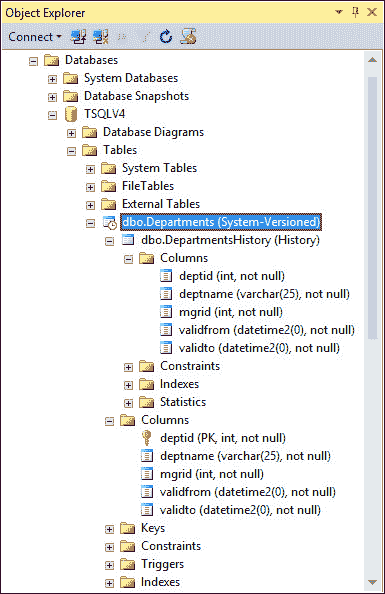 Object Explorer
Connect
Databases
System Databases
Database Snapshots
TSQLV4
Database Diagrams
Tables
System Tables
FileTables
External Tables
dbo.Departments (System-Versioned)
dbo.DepartmentsHistory (History)
Columns
deptid (int, not null)
deptname (varchar(25), not null)
mgrid (int, not null)
validfrom (datetime2(0), not null)
validto (datetime2(0), not null)
Constraints
Indexes
Statistics
Columns
deptid (PK, int, not null)
deptname (varchar(25), not null)
mgrid (int, not null)
validfrom (datetime2(0), not null)
validto (datetime2(0), not null)
Keys
Constraints
Triggers
Indexes